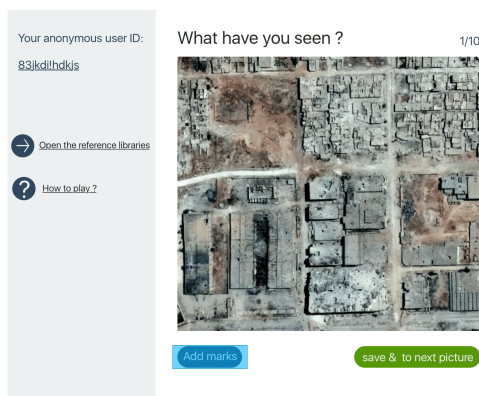 Your anonymous user ID:
83jkdi!hdkjs
Open the reference libraries
How to play ?
What have you seen ?
1/10
Add marks
save &  to next picture